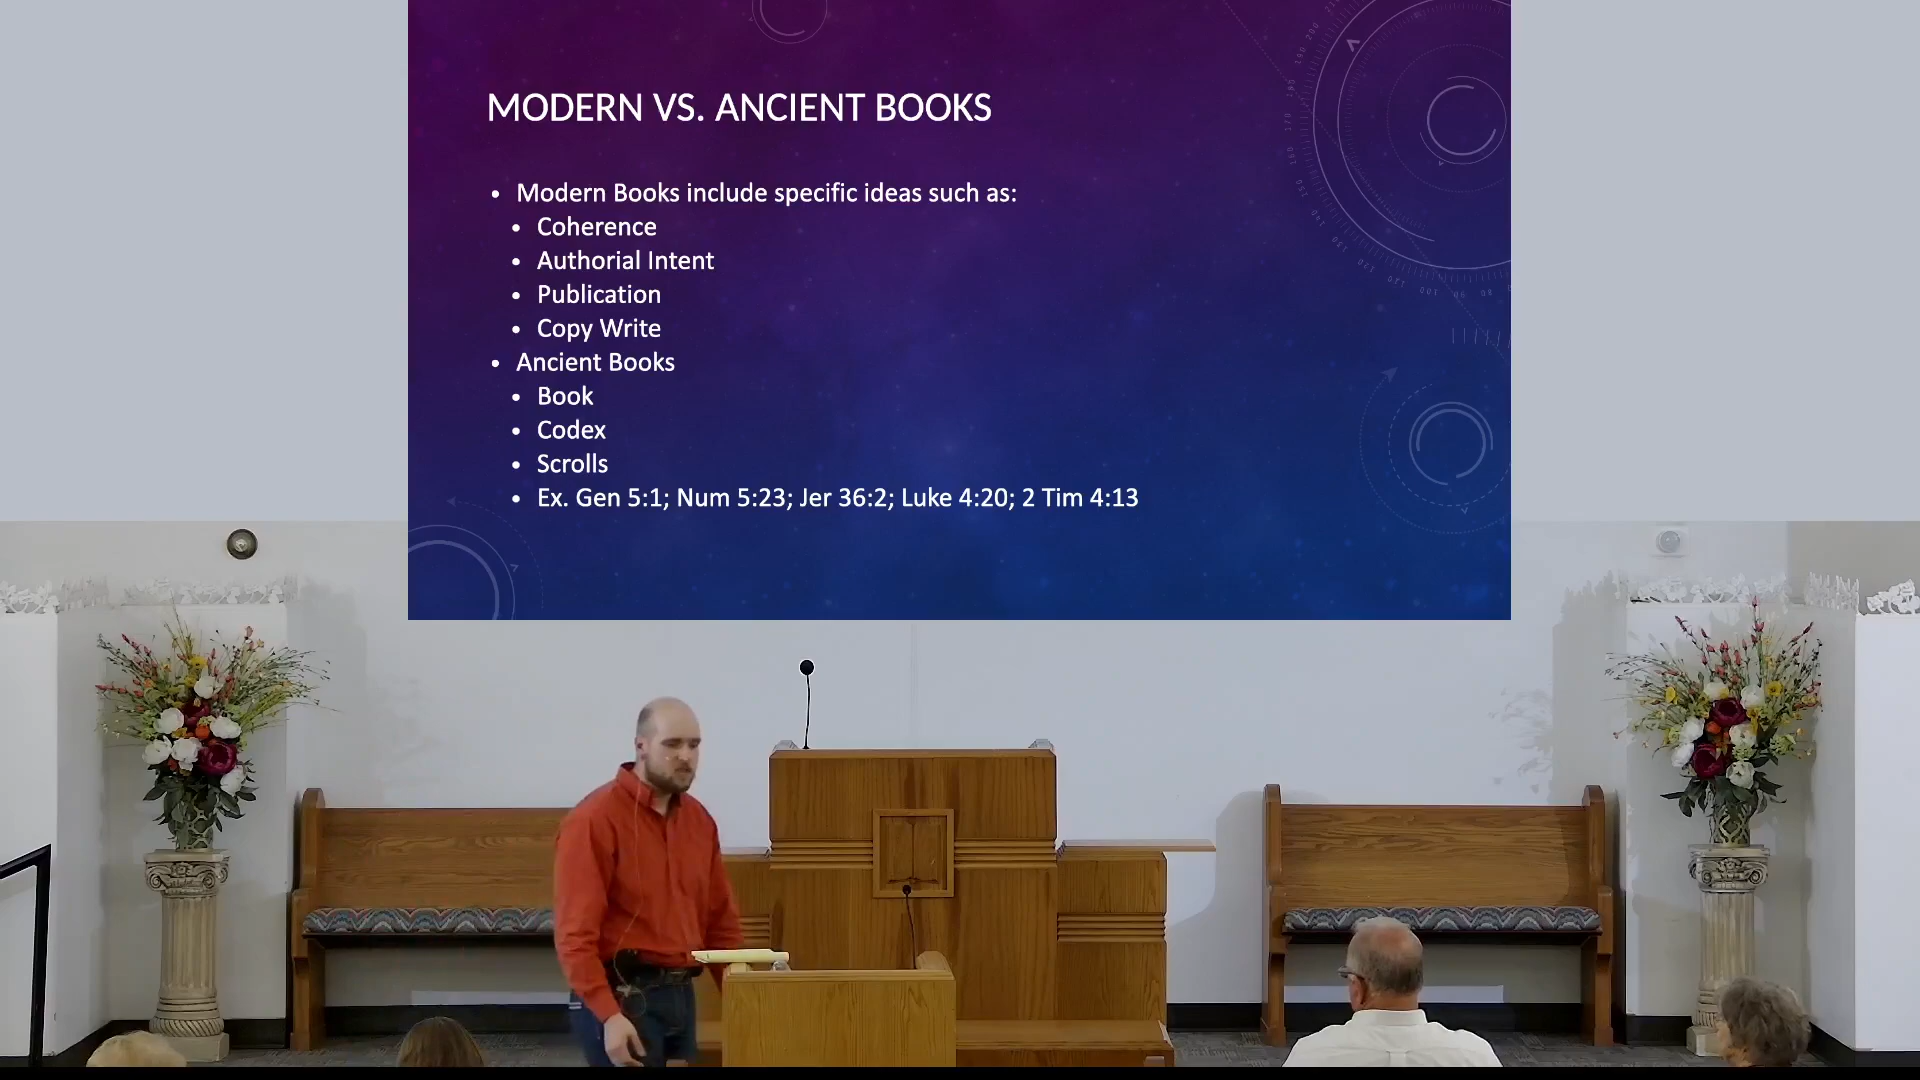 MODERN VS. ANCIENT BOOKS
• Modern Books include specific ideas such as:
• Coherence
• Authorial Intent
• Publication
• Copy Write
• Ancient Books
• Book
• Codex
• Scrolls
• Ex. Gen 5:1; Num 5:23; Jer 36:2; Luke 4:20; 2 Tim 4:13